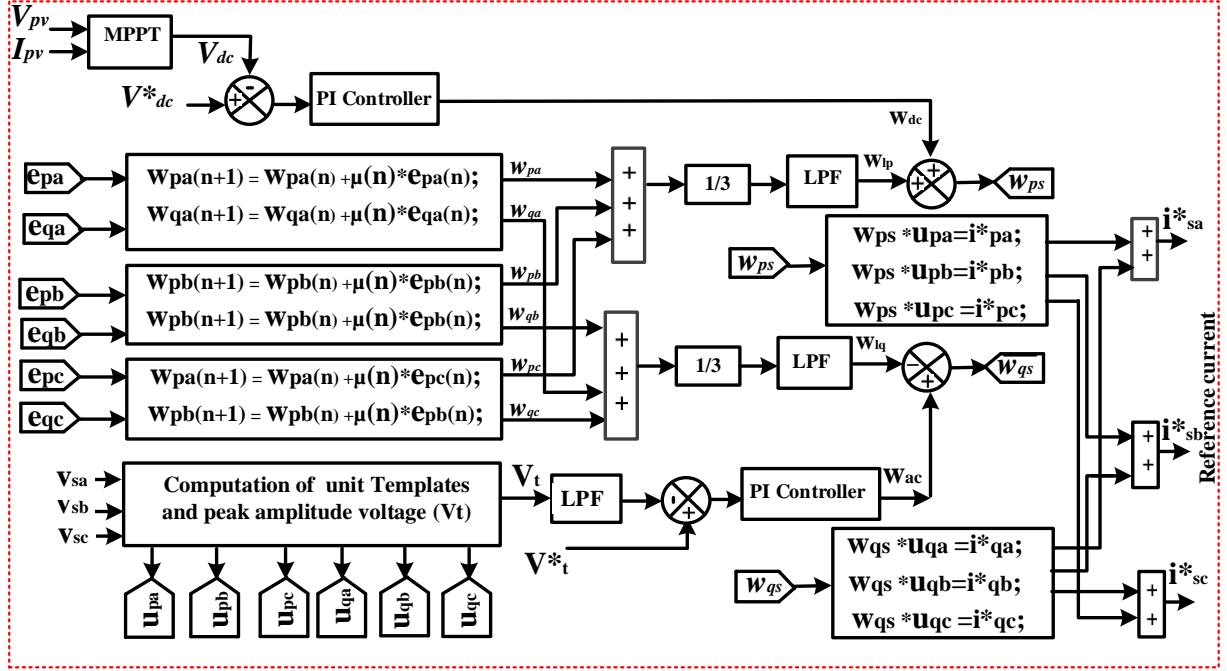 Vpv
Ipv
MPPT
Vdc
V*dc
+
-
PI Controller
wdc
epa
eqa
Wpa(n+1) = Wpa(n) +μ(n)*epa(n);
Wqa(n+1) = Wqa(n) +μ(n)*eqa(n);
wpa
wqa
+
+
+
1/3
LPF
wlp
+
+
wps
epb
eqb
Wpb(n+1) = Wpb(n) +μ(n)*epb(n);
Wpb(n+1) = Wpb(n) +μ(n)*epb(n);
wpb
wqb
wps
Wps *upa=i*pa;
Wps *upb=i*pb;
Wps *upc =i*pc;
+
+
i*sa
epc
eqc
Wpa(n+1) = Wpa(n) +μ(n)*epc(n);
Wpb(n+1) = Wpb(n) +μ(n)*epb(n);
wpc
wqc
+
+
+
1/3
LPF
wlq
-
+
wqs
Reference current
vsa
vsb
vsc
Computation of unit Templates
and peak amplitude voltage (Vt)
Vt
LPF
V*t
-
+
PI Controller
wac
+
+
i*sb
upa
upb
upc
uqa
uqb
uqc
wqs
Wqs *uqa =i*qa;
Wqs *uqb=i*qb;
Wqs *uqc =i*qc;
+
+
i*sc